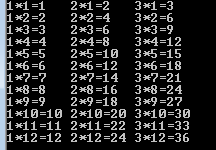 1*1=1 2*1=2 3*1=3
1*2=2 2*2=4 3*2=6
1*3=3 2*3=6 3*3=9
1*4=4 2*4=8 3*4=12
1*5=5 2*5=10 3*5=15
1*6=6 2*6=12 3*6=18
1*7=7 2*7=14 3*7=21
1*8=8 2*8=16 3*8=24
1*9=9 2*9=18 3*9=27
1*10=10 2*10=20 3*10=30
1*11=11 2*11=22 3*11=33
1*12=12 2*12=24 3*12=36